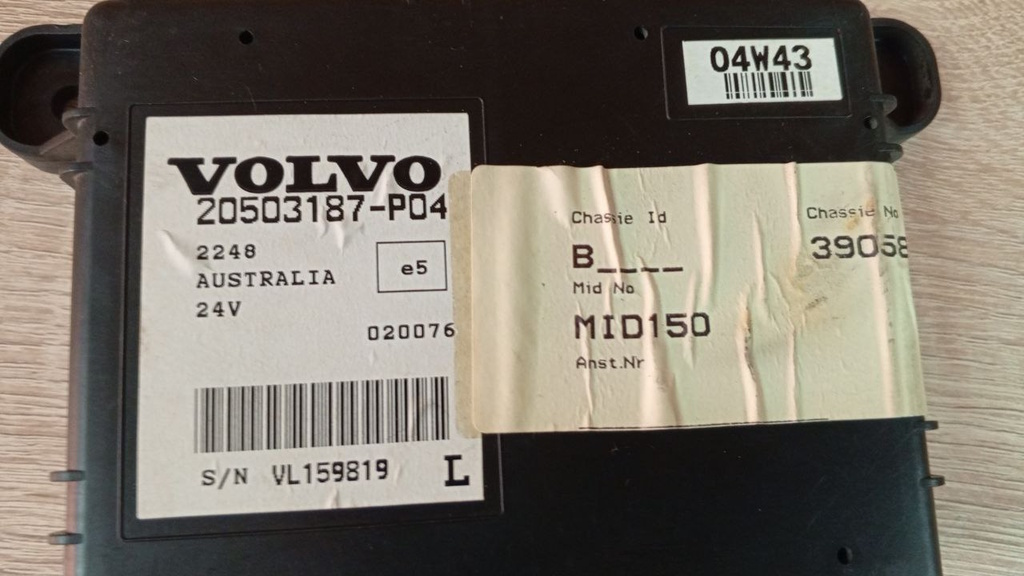 04W43
VOLVO
20503187-P04
2248
AUSTRALIA
24V
e5
020076
S/N VL159819 L
Chassie Id
B____
Mid No
MID150
Anst.Nr
Chassie No
39058